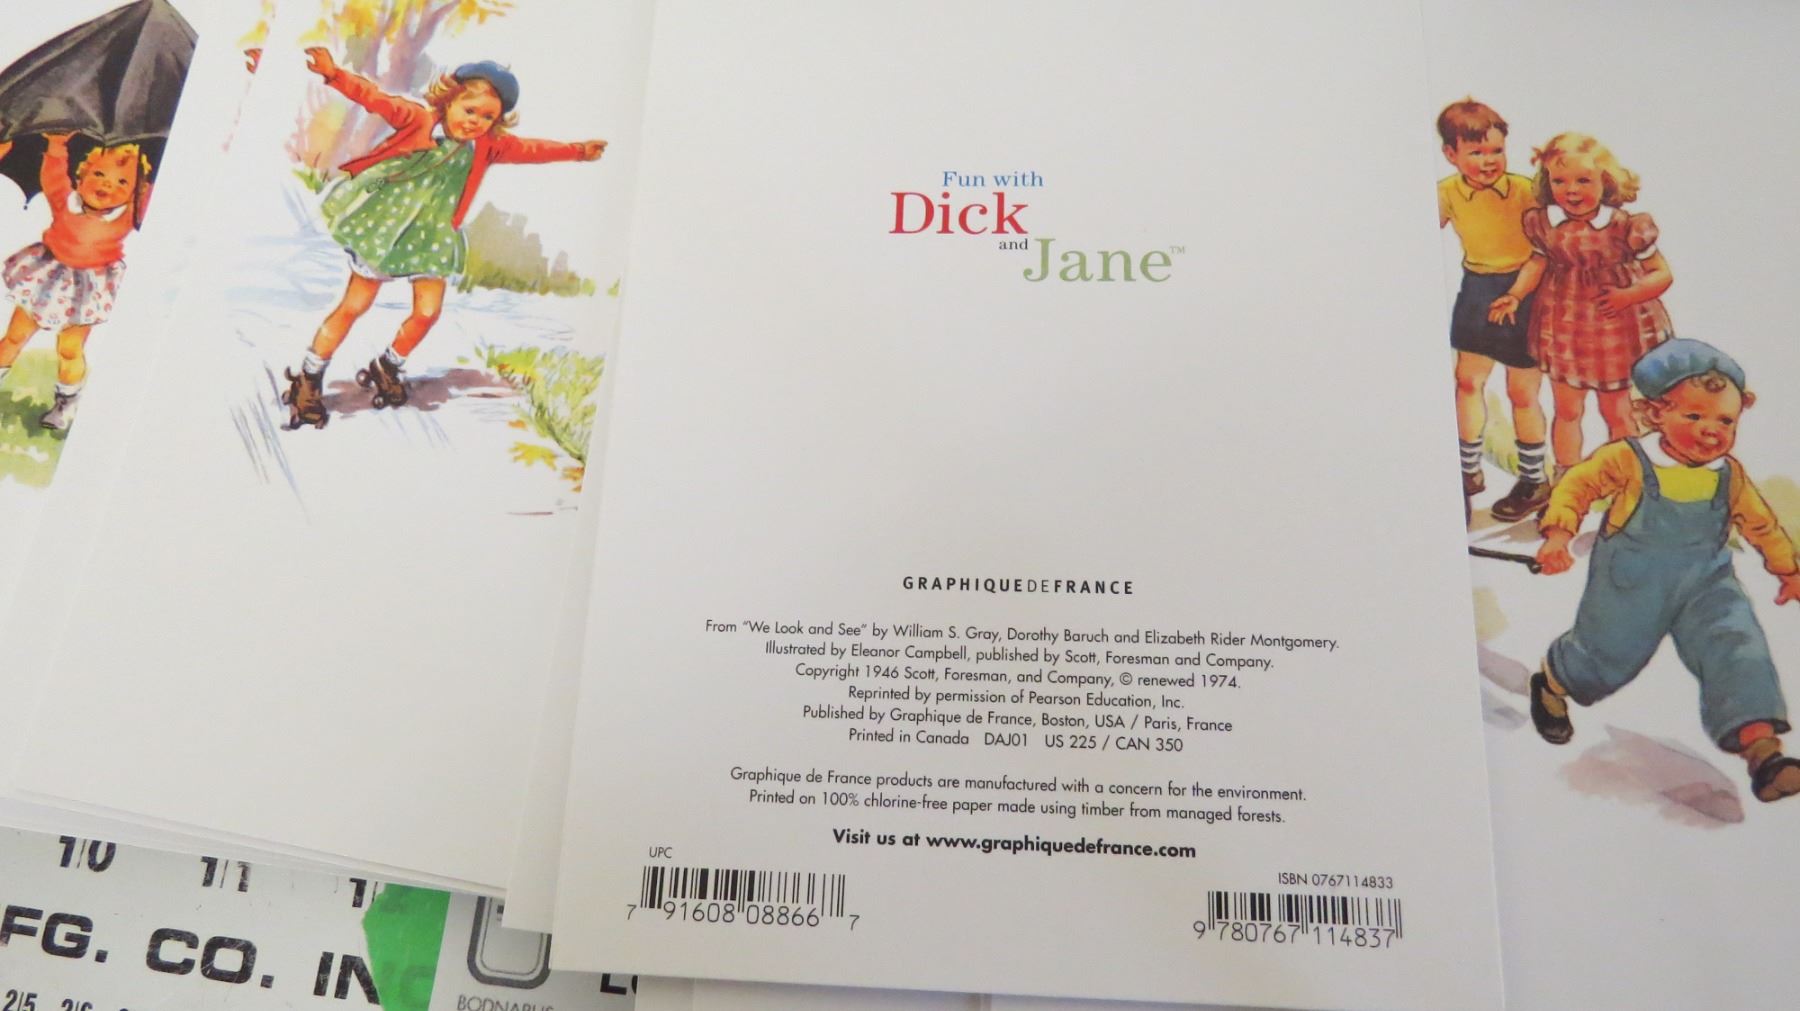 Fun with
Dick
and
Jane™
GRAPHIQUEDEFRANCE
From "We Look and See" by William S. Gray, Dorothy Baruch and Elizabeth Rider Montgomery.
Illustrated by Eleanor Campbell, published by Scott, Foresman and Company.
Copyright 1946 Scott, Foresman, and Company, © renewed 1974.
Reprinted by permission of Pearson Education, Inc.
Published by Graphique de France, Boston, USA / Paris, France
Printed in Canada DAJ01 US 225 / CAN 350
Graphique de France products are manufactured with a concern for the environment.
Printed on 100% chlorine-free paper made using timber from managed forests.
Visit us at www.graphiquedefrance.com
UPC
7 91608 08866 7
ISBN 0767114833
9 780767 114837
1/0 1/1
FG. CO. IN
2/5 2/6